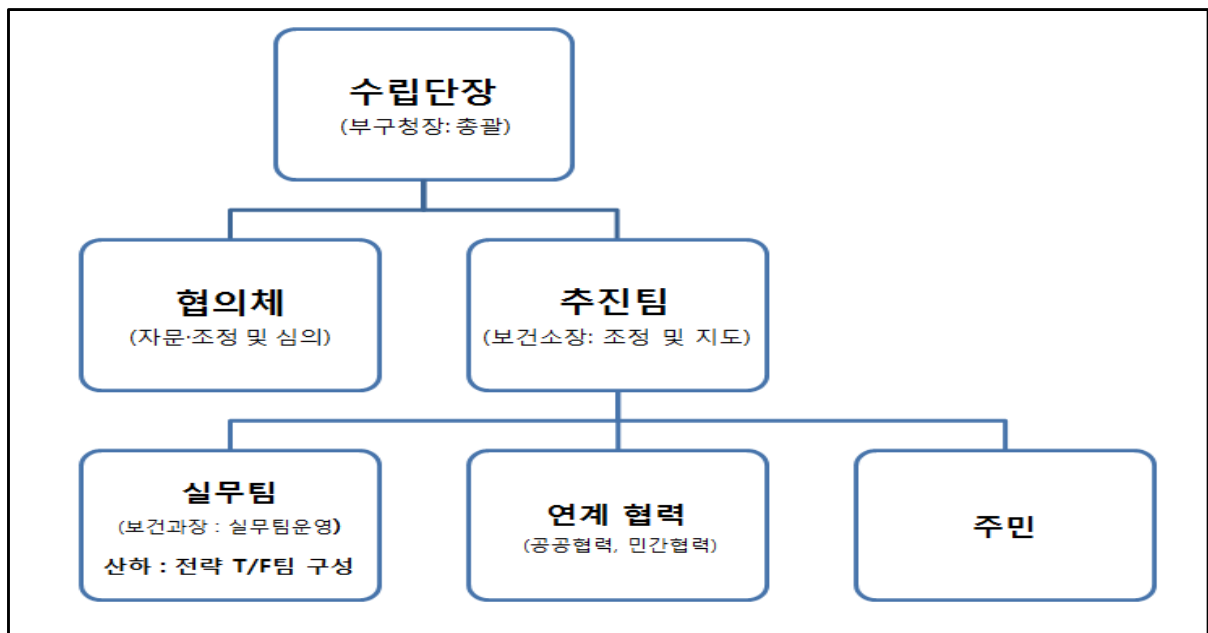 수립단장
(부구청장: 총괄)
협의체
(자문·조정 및 심의)
추진팀
(보건소장: 조정 및 지도)
실무팀
(보건과장 : 실무팀운영)
산하 : 전략 T/F팀 구성
연계 협력
(공공협력, 민간협력)
주민